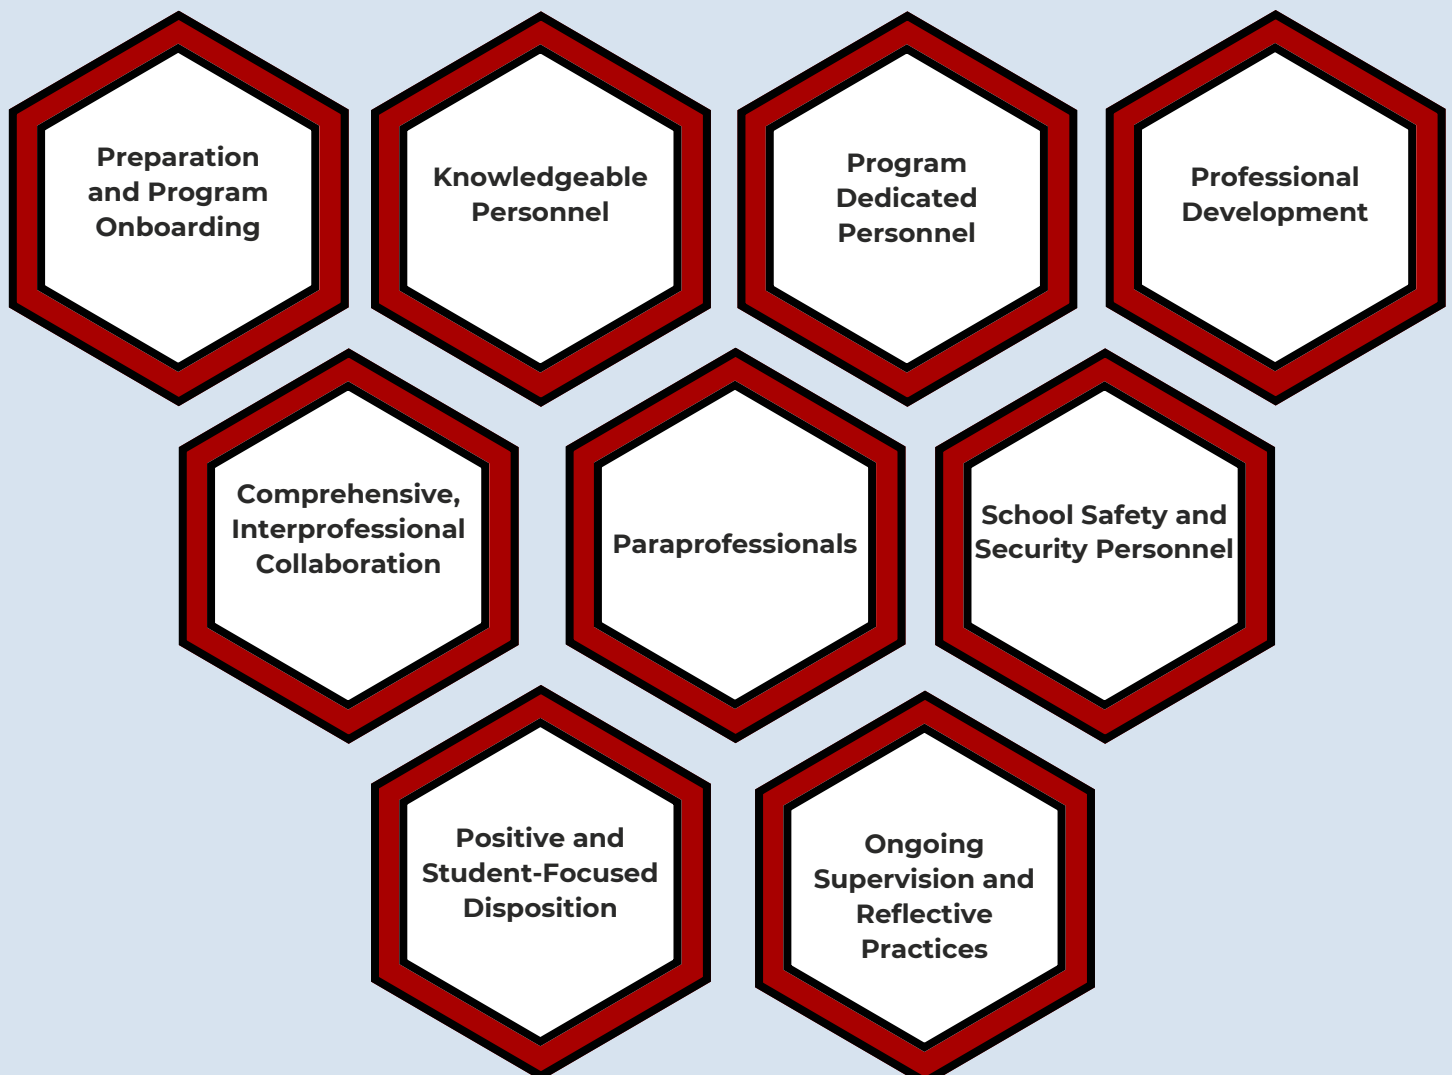 Preparation
and Program
Onboarding
Knowledgeable
Personnel
Program
Dedicated
Personnel
Professional
Development
Comprehensive,
Interprofessional
Collaboration
Paraprofessionals
School Safety and
Security Personnel
Positive and
Student-Focused
Disposition
Ongoing
Supervision and
Reflective
Practices